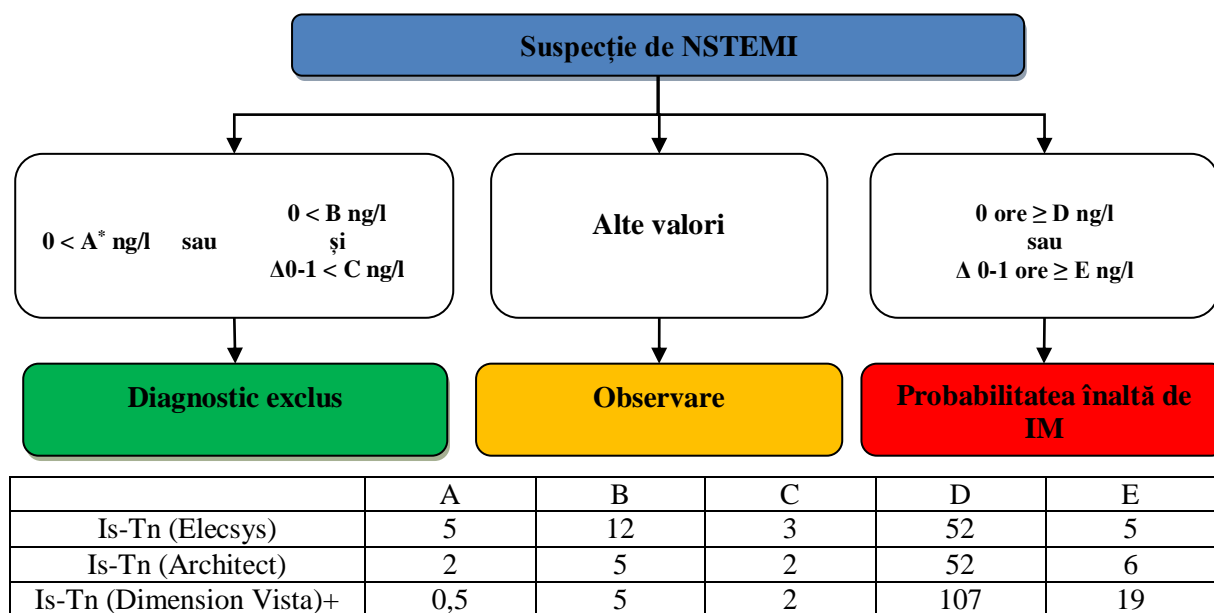 Suspecție de NSTEMI
0 < A* ng/l sau
0 < B ng/l
și
Δ0-1 < C ng/l
Alte valori
0 ore ≥ D ng/l
sau
Δ 0-1 ore ≥ E ng/l
Diagnostic exclus
Observare
Probabilitatea înaltă de
IM
A B C D E
Is-Tn (Elecsys) 5 12 3 52 5
Is-Tn (Architect) 2 5 2 52 6
Is-Tn (Dimension Vista)+ 0,5 5 2 107 19